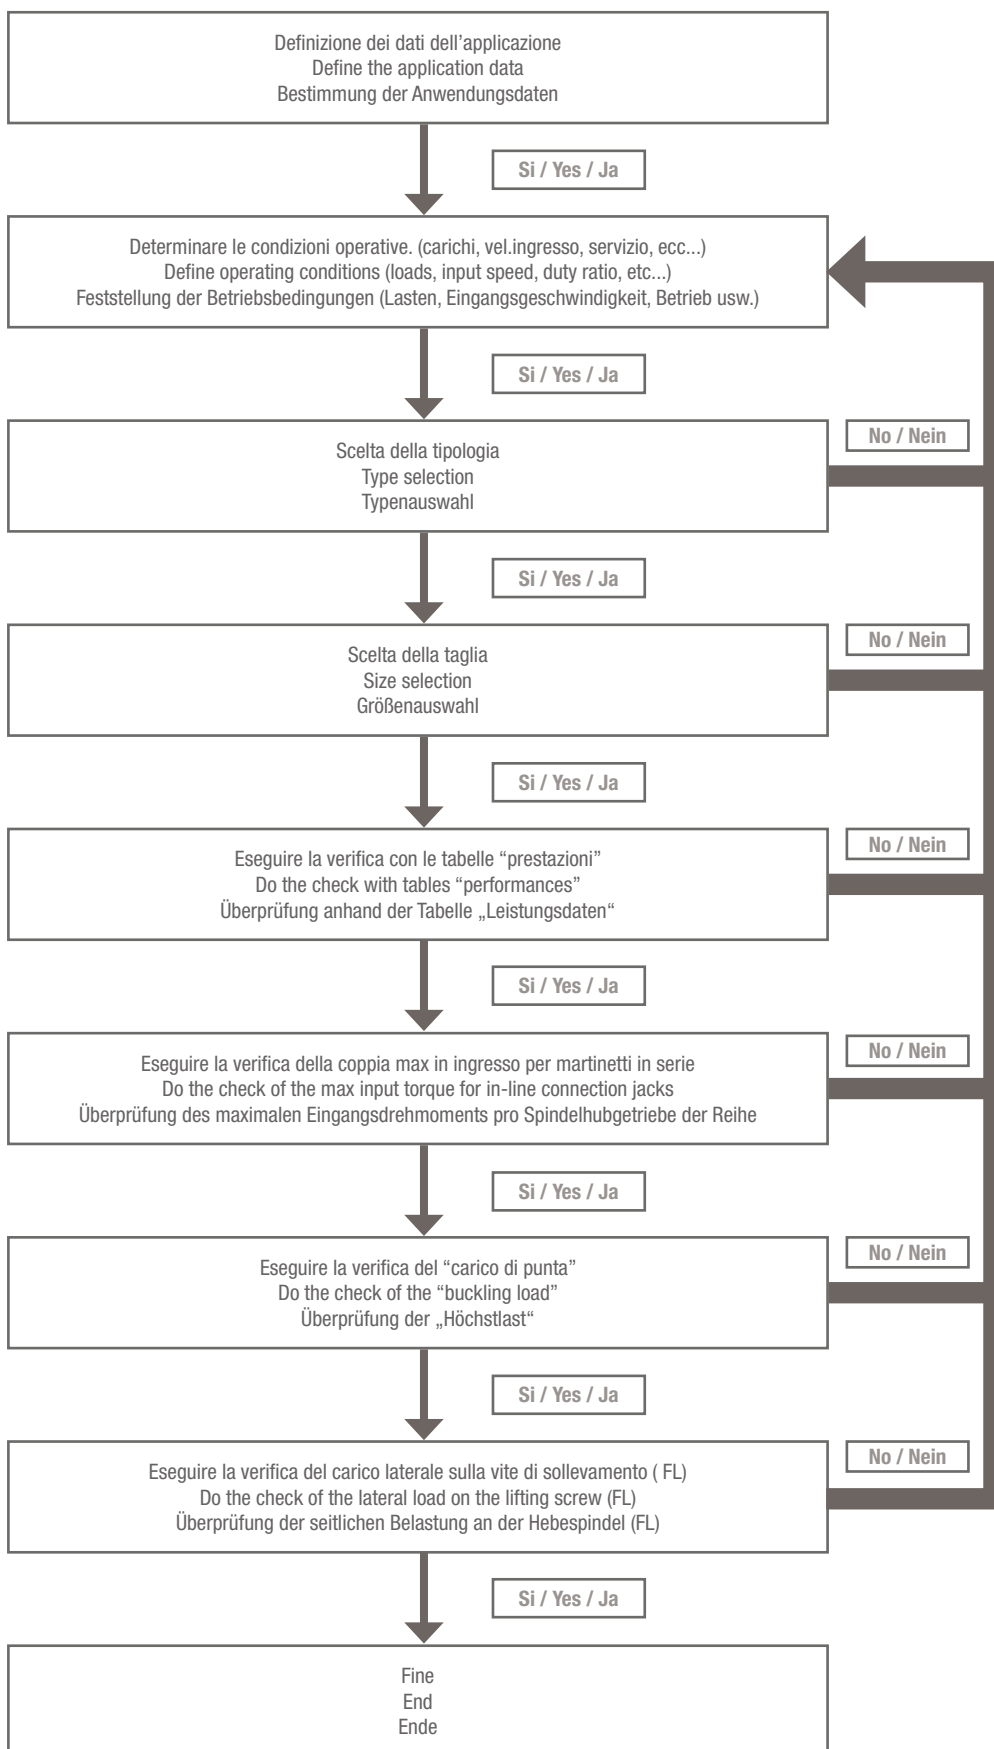 Definizione dei dati dell’applicazione
Define the application data
Bestimmung der Anwendungsdaten
Si / Yes / Ja
Determinare le condizioni operative. (carichi, vel.ingresso, servizio, ecc...)
Define operating conditions (loads, input speed, duty ratio, etc...)
Feststellung der Betriebsbedingungen (Lasten, Eingangsgeschwindigkeit, Betrieb usw.)
Si / Yes / Ja
No / Nein
Scelta della tipologia
Type selection
Typenauswahl
Si / Yes / Ja
No / Nein
Scelta della taglia
Size selection
Größenauswahl
Si / Yes / Ja
No / Nein
Eseguire la verifica con le tabelle “prestazioni”
Do the check with tables “performances”
Überprüfung anhand der Tabelle „Leistungsdaten“
Si / Yes / Ja
No / Nein
Eseguire la verifica della coppia max in ingresso per martinetti in serie
Do the check of the max input torque for in-line connection jacks
Überprüfung des maximalen Eingangsdrehmoments pro Spindelhubgetriebe der Reihe
Si / Yes / Ja
No / Nein
Eseguire la verifica del “carico di punta”
Do the check of the “buckling load”
Überprüfung der „Höchstlast“
Si / Yes / Ja
No / Nein
Eseguire la verifica del carico laterale sulla vite di sollevamento ( FL)
Do the check of the lateral load on the lifting screw (FL)
Überprüfung der seitlichen Belastung an der Hebespindel (FL)
Si / Yes / Ja
Fine
End
Ende